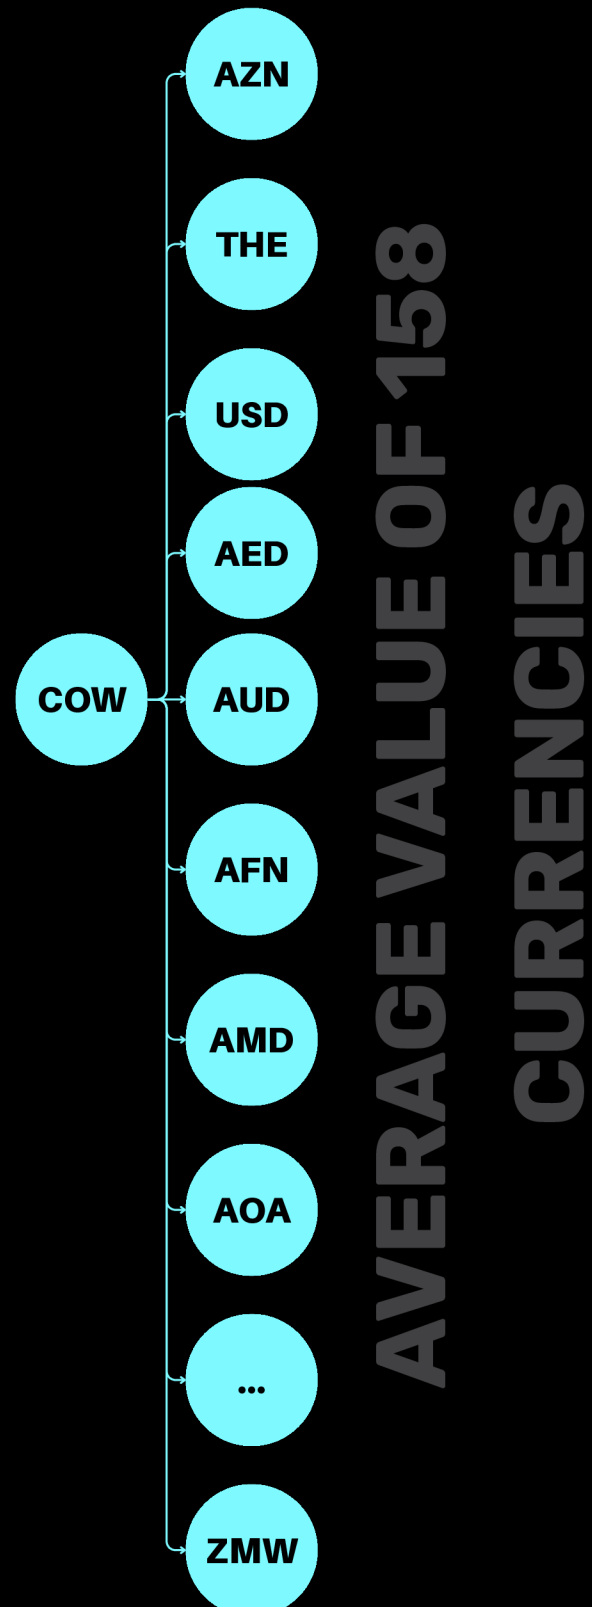 AZN
THE
USD
AED
COW
AUD
AFN
AMD
AOA
...
ZMW
AVERAGE VALUE OF 158
CURRENCIES